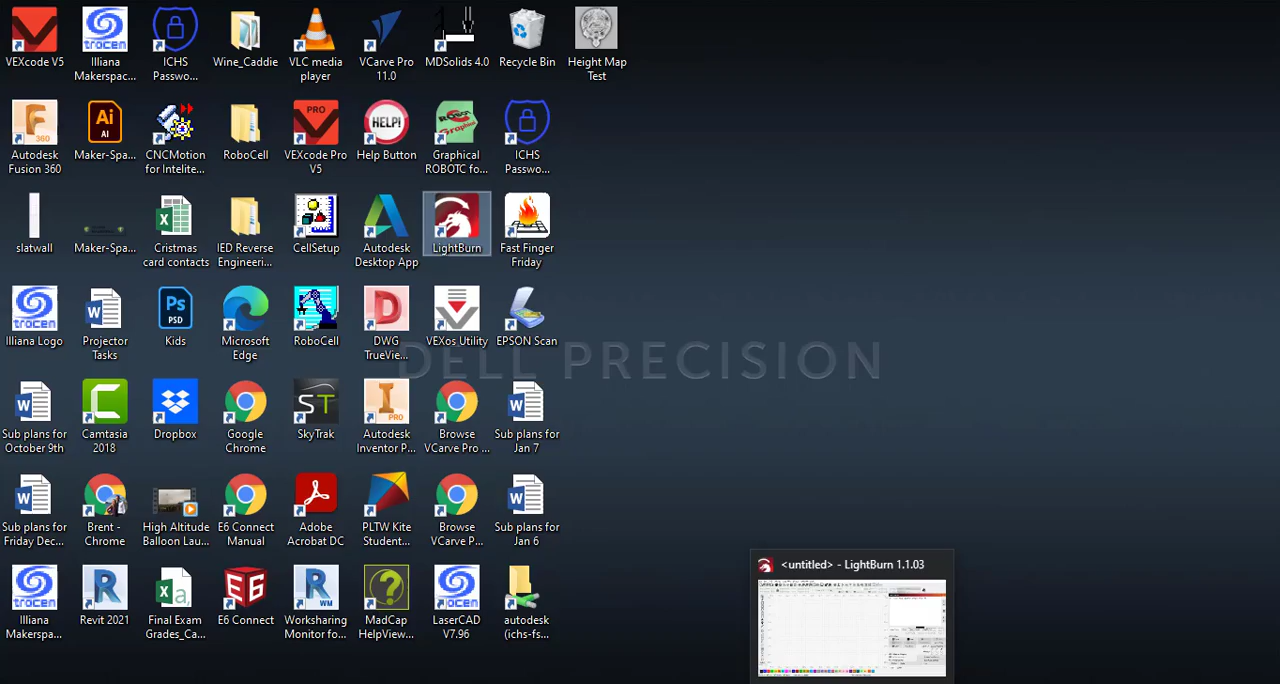 VEXcode V5
Illiana
Makerspac...
ICHS
Passwo...
Wine_Caddie
VLC media
player
VCarve Pro
11.0
MDSolids 4.0
Recycle Bin
Height Map
Test
Autodesk
Fusion 360
Maker-Spa...
CNCMotion
for Intelite...
RoboCell
VEXcode Pro
V5
Help Button
Graphical
ROBOTC fo...
ICHS
Passwo...
slatwall
Maker-Spa...
Cristmas
card contacts
IED Reverse
Engineeri...
CellSetup
Autodesk
Desktop App
LightBurn
Fast Finger
Friday
Illiana Logo
Projector
Tasks
Kids
Microsoft
Edge
RoboCell
DWG
TrueVie...
VEXos Utility
EPSON Scan
DELL PRECISION
Sub plans for
October 9th
Camtasia
2018
Dropbox
Google
Chrome
SkyTrak
Autodesk
Inventor P...
Browse
VCarve Pro ...
Sub plans for
Jan 7
Sub plans for
Friday Dec...
Brent -
Chrome
High Altitude
Balloon Lau...
E6 Connect
Manual
Adobe
Acrobat DC
PLTW Kite
Student...
Browse
VCarve P...
Sub plans for
Jan 6
Illiana
Makerspa...
Revit 2021
Final Exam
Grades_Ca...
E6 Connect
Worksharing
Monitor fo...
MadCap
HelpView...
LaserCAD
V7.96
autodesk
(ichs-fs...
<untitled> - LightBurn 1.1.03